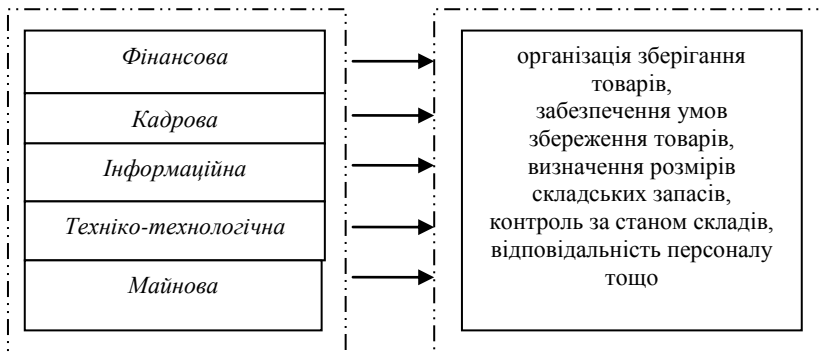 Фінансова
Кадрова
Інформаційна
Техніко-технологічна
Майнова
організація зберігання
товарів,
забезпечення умов
збереження товарів,
визначення розмірів
складських запасів,
контроль за станом складів,
відповідальність персоналу
тощо